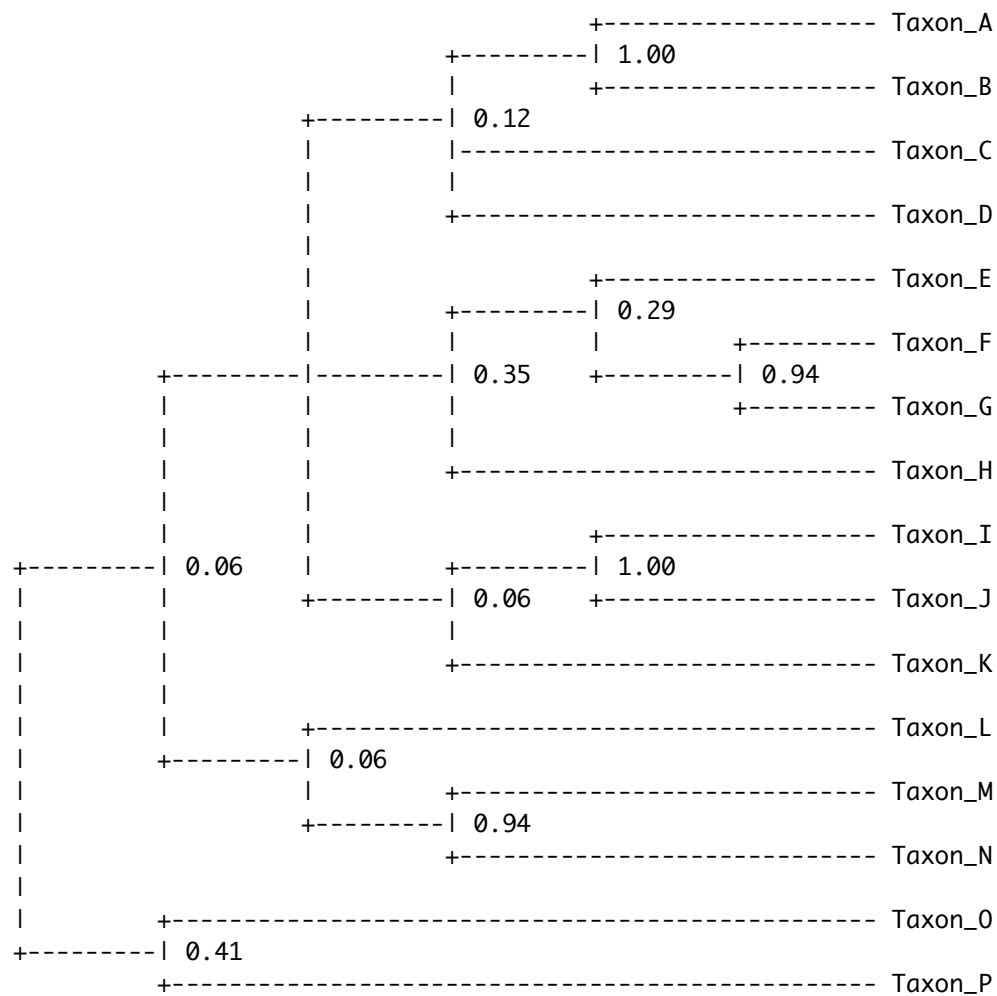 Taxon_A
1.00
Taxon_B
0.12
Taxon_C
Taxon_D
Taxon_E
0.29
Taxon_F
0.35 0.94
Taxon_G
Taxon_H
Taxon_I
0.06 1.00
0.06 Taxon_J
Taxon_K
Taxon_L
0.06
Taxon_M
0.94
Taxon_N
Taxon_O
0.41
Taxon_P